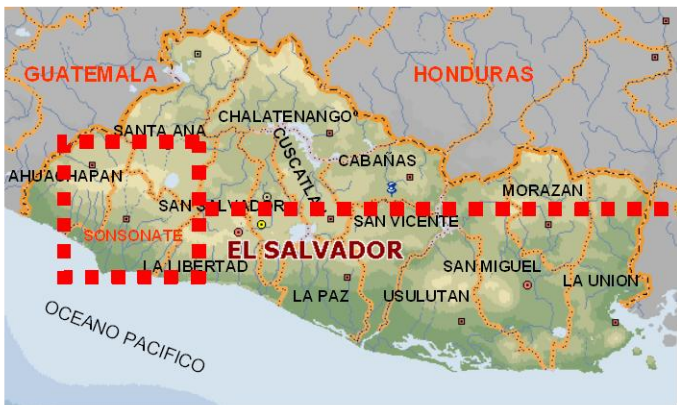 GUATEMALA
HONDURAS
CHALATENANGO
SANTA ANA
CUSCATLA
CABAÑAS
AHUACHAPAN
MORAZAN
SAN SALVADOR
SAN VICENTE
SONSONATE
EL SALVADOR
LA LIBERTAD
SAN MIGUEL
LA UNION
LA PAZ
USULUTAN
OCEANO PACIFICO